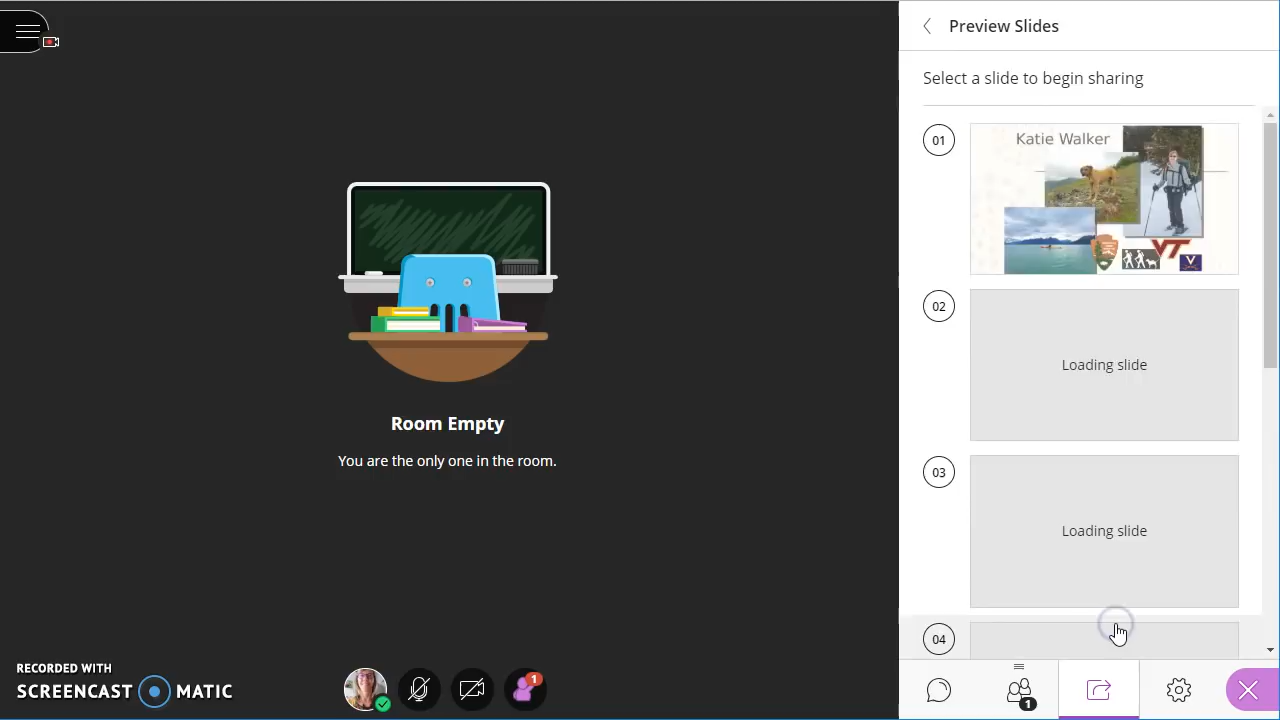 Preview Slides
Select a slide to begin sharing
01
Katie Walker
VT
V
02
Loading slide
03
Loading slide
04
Room Empty
You are the only one in the room.
RECORDED WITH
SCREENCAST MATIC
1
1